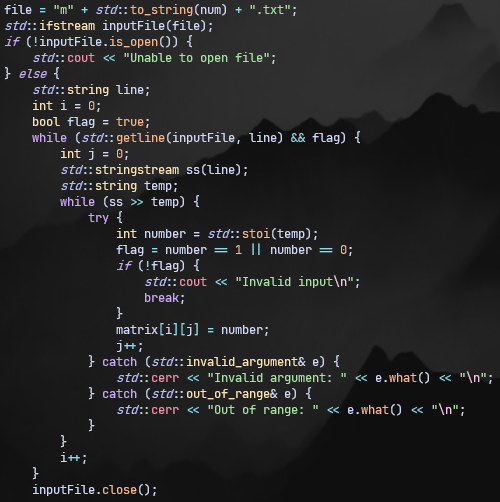 file = "m" + std::to_string(num) + ".txt";
std::ifstream inputFile(file);
if (!inputFile.is_open()) {
    std::cout << "Unable to open file";
} else {
    std::string line;
    int i = 0;
    bool flag = true;
    while (std::getline(inputFile, line) && flag) {
        int j = 0;
        std::stringstream ss(line);
        std::string temp;
        while (ss >> temp) {
            try {
                int number = std::stoi(temp);
                flag = number == 1 || number == 0;
                if (!flag) {
                    std::cout << "Invalid input\n";
                    break;
                }
                matrix[i][j] = number;
                j++;
            } catch (std::invalid_argument& e) {
                std::cerr << "Invalid argument: " << e.what() << "\n";
            } catch (std::out_of_range& e) {
                std::cerr << "Out of range: " << e.what() << "\n";
            }
        }
        i++;
    }
    inputFile.close();